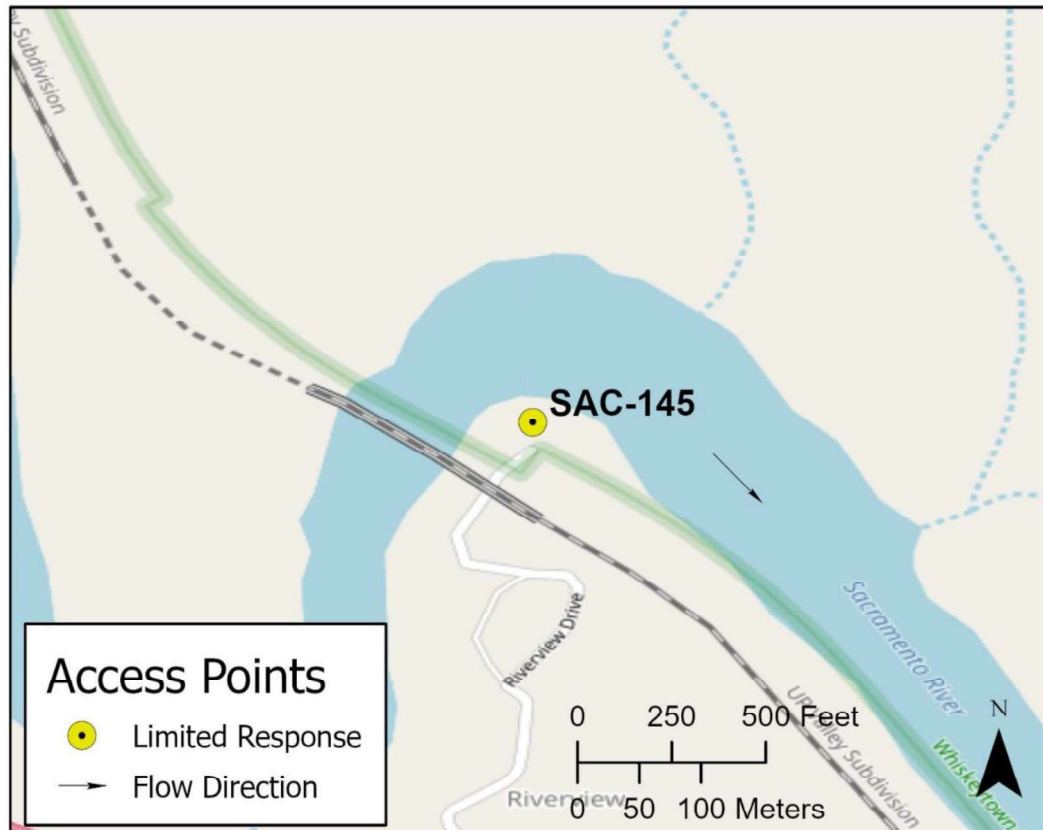 y Subdivision
SAC-145
Sacramento River
Riverview Drive
UP Valley Subdivision
Whiskeytown
Riverview
Access Points
Limited Response
Flow Direction
0 250 500 Feet
0 50 100 Meters
N